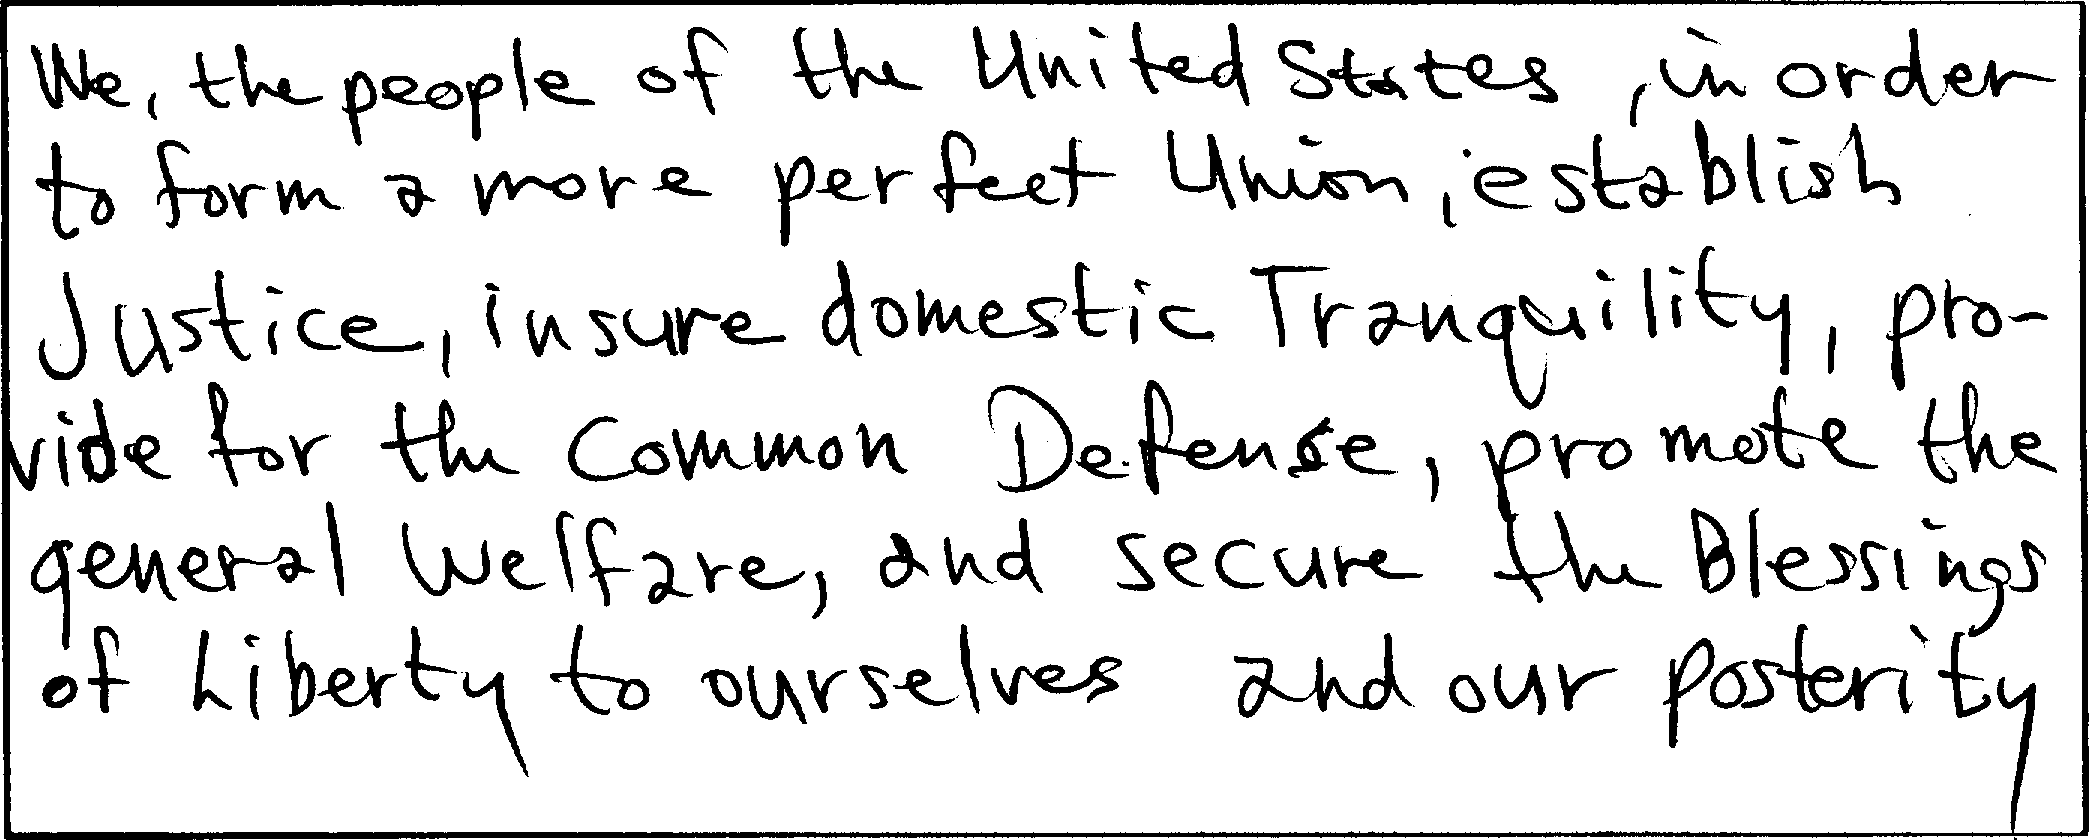 We, the people of the United States, in order
to form a more perfect Union, establish
Justice, insure domestic Tranquility, pro-
vide for the Common Defense, promote the
general Welfare, and secure the Blessings
of Liberty to ourselves and our Posterity